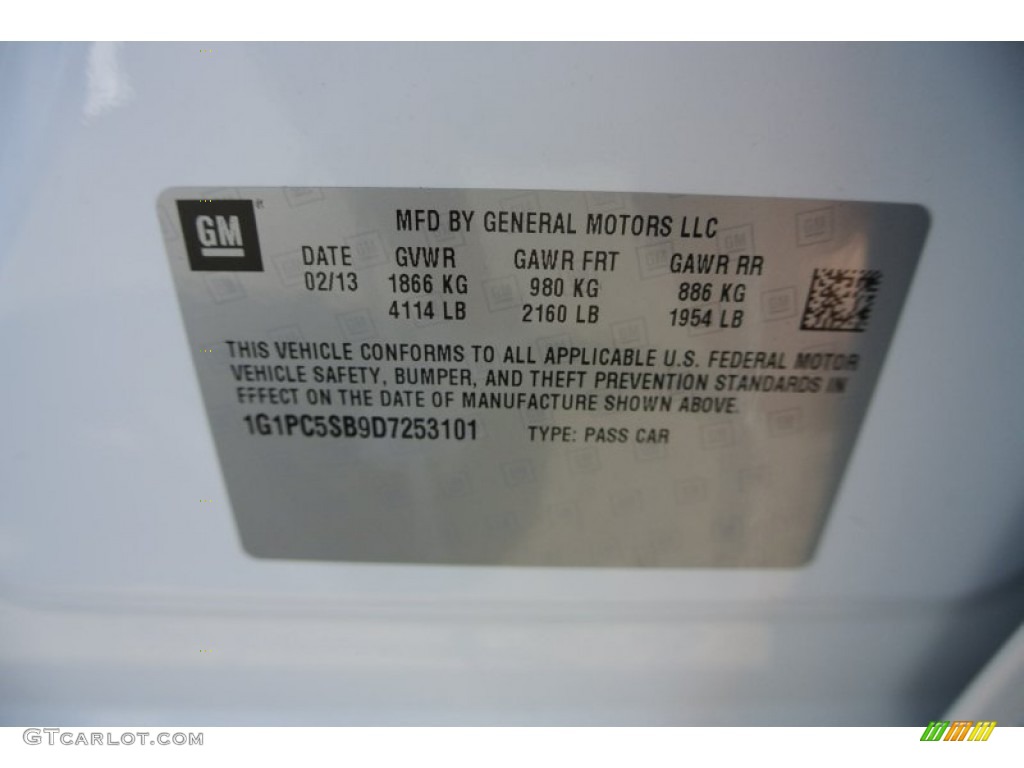 GM
MFD BY GENERAL MOTORS LLC
DATE GVWR GAWR FRT GAWR RR
02/13 1866 KG 980 KG 886 KG
4114 LB 2160 LB 1954 LB
THIS VEHICLE CONFORMS TO ALL APPLICABLE U.S. FEDERAL MOTOR
VEHICLE SAFETY, BUMPER, AND THEFT PREVENTION STANDARDS IN
EFFECT ON THE DATE OF MANUFACTURE SHOWN ABOVE.
1G1PC5SB9D7253101 TYPE: PASS CAR
GTCarlot.com